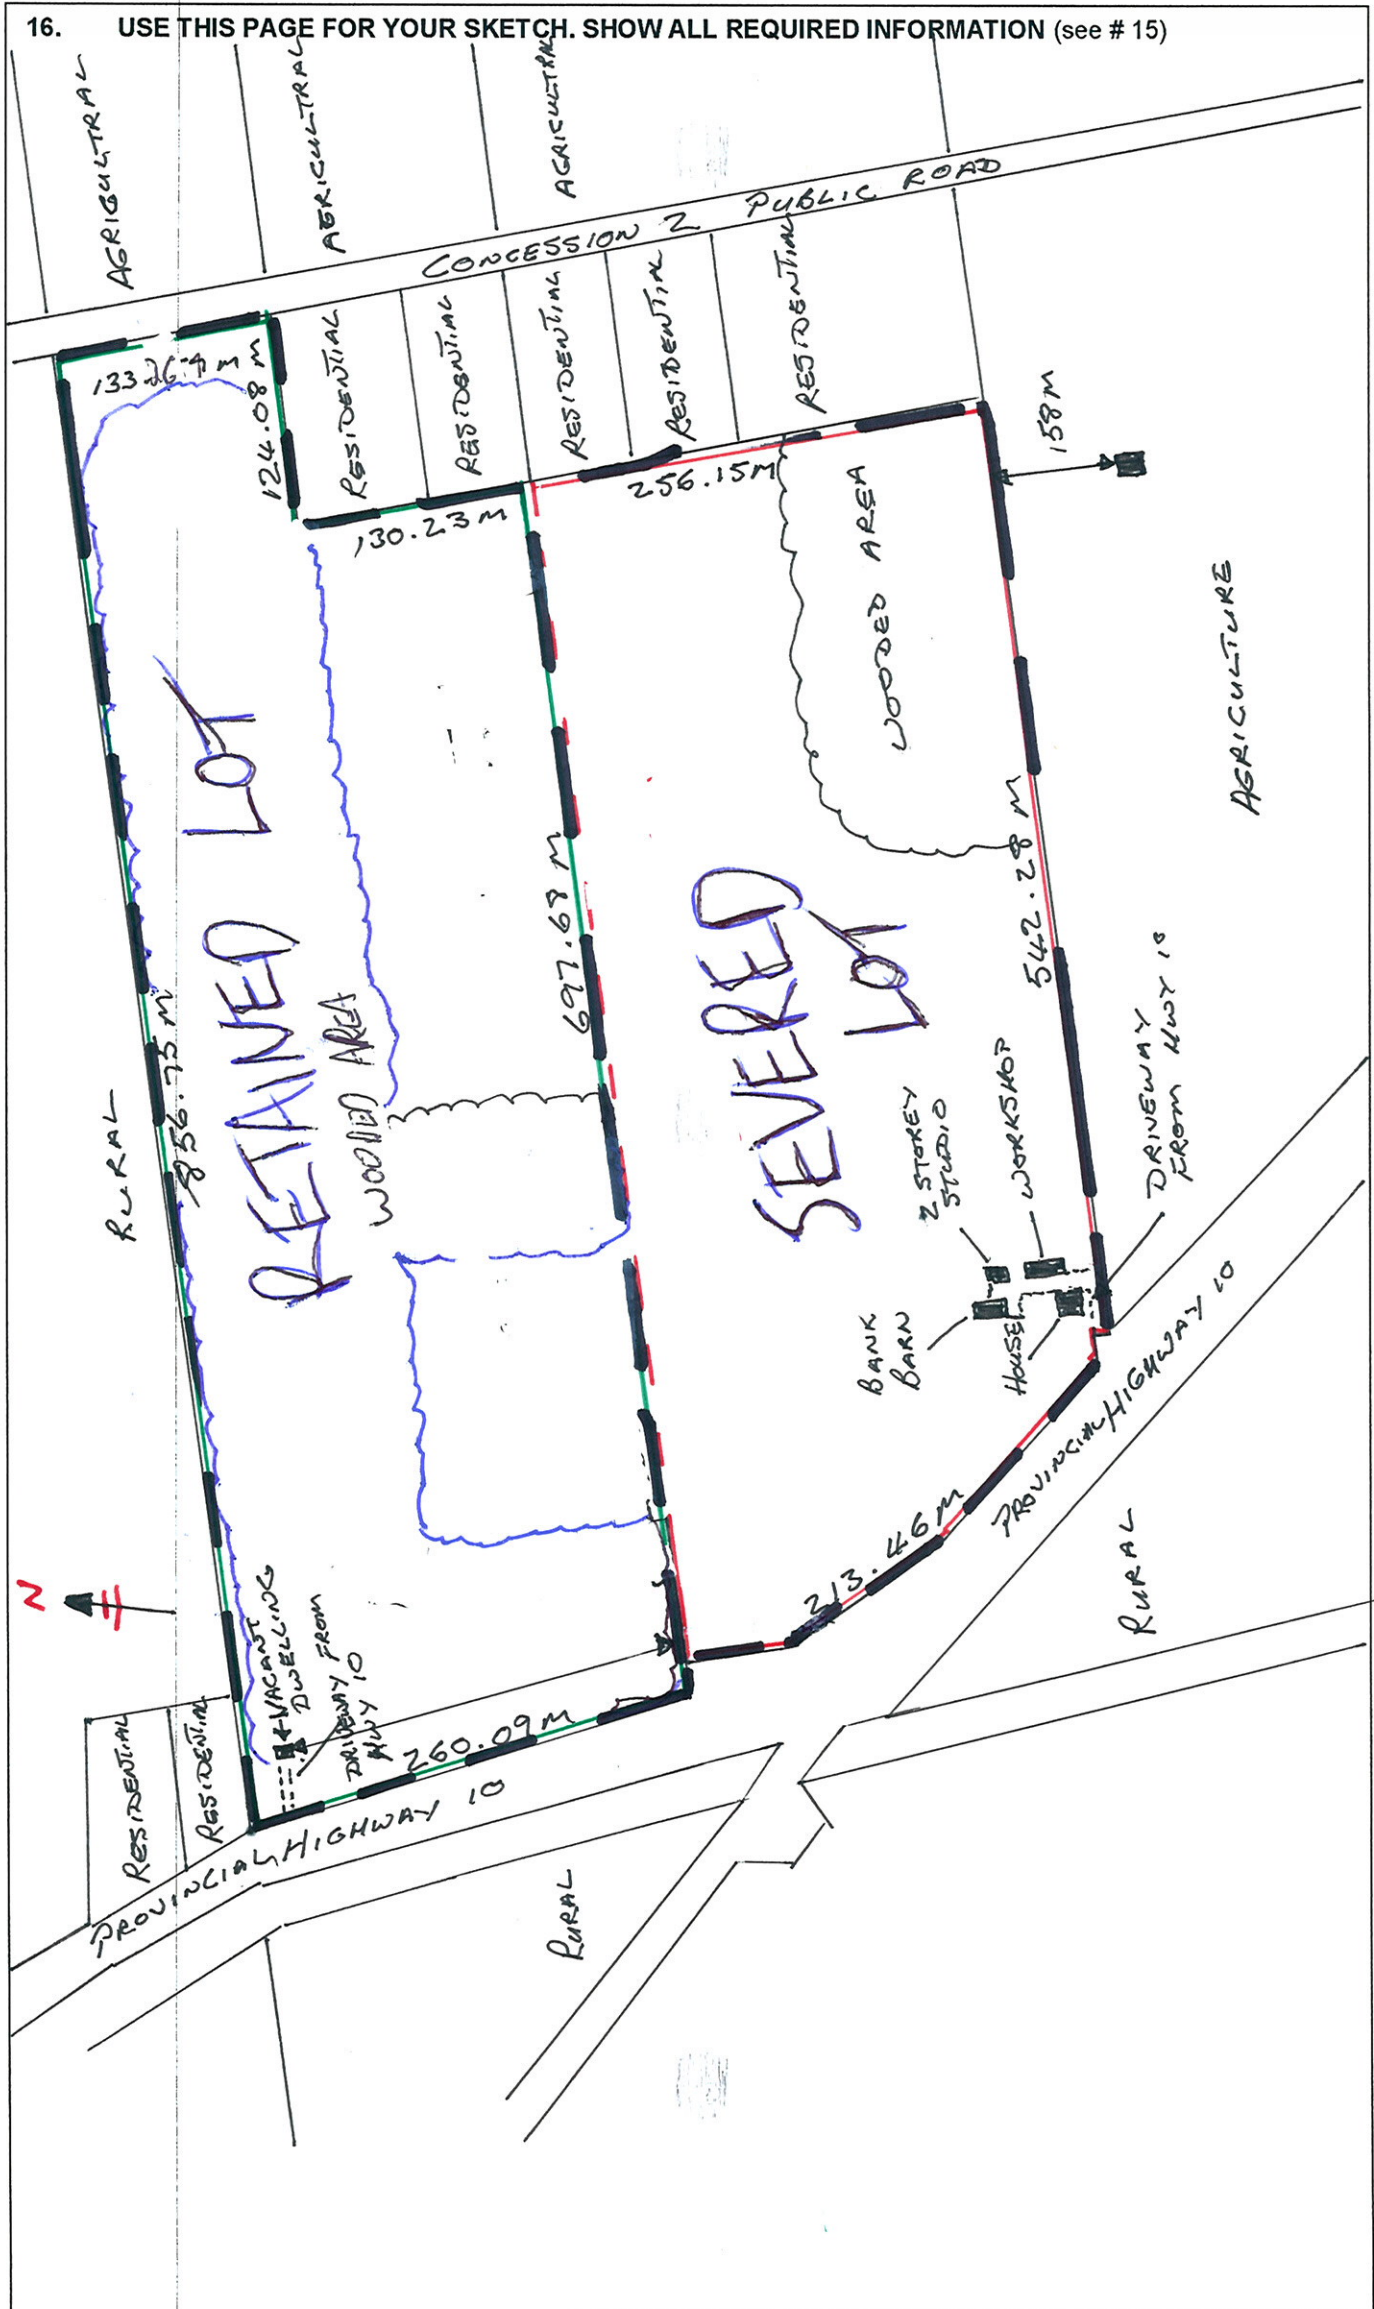 16. USE THIS PAGE FOR YOUR SKETCH. SHOW ALL REQUIRED INFORMATION (see # 15)
AGRICULTRAL
AGRICULTRAL
AGRICULTRAL
CONCESSION 2 PUBLIC ROAD
RESIDENTIAL
RESIDENTIAL
RESIDENTIAL
RESIDENTIAL
RESIDENTIAL
124.08 M
130.23 M
256.15M
158M
WOODED AREA
AGRICULTURE
RETAINED LOT
WOODED AREA
RURAL
856.75 M
697.68 M
SEVERED
LOT
542.28 M
2 STOREY
STUDIO
WORKSHOP
DRIVEWAY
FROM HWY 10
BANK
BARN
HOUSE
PROVINCIAL HIGHWAY 10
213.46M
RURAL
N
VACANT
DWELLING
DRIVEWAY FROM
HWY 10
260.09M
RESIDENTIAL
RESIDENTIAL
PROVINCIAL HIGHWAY 10
RURAL